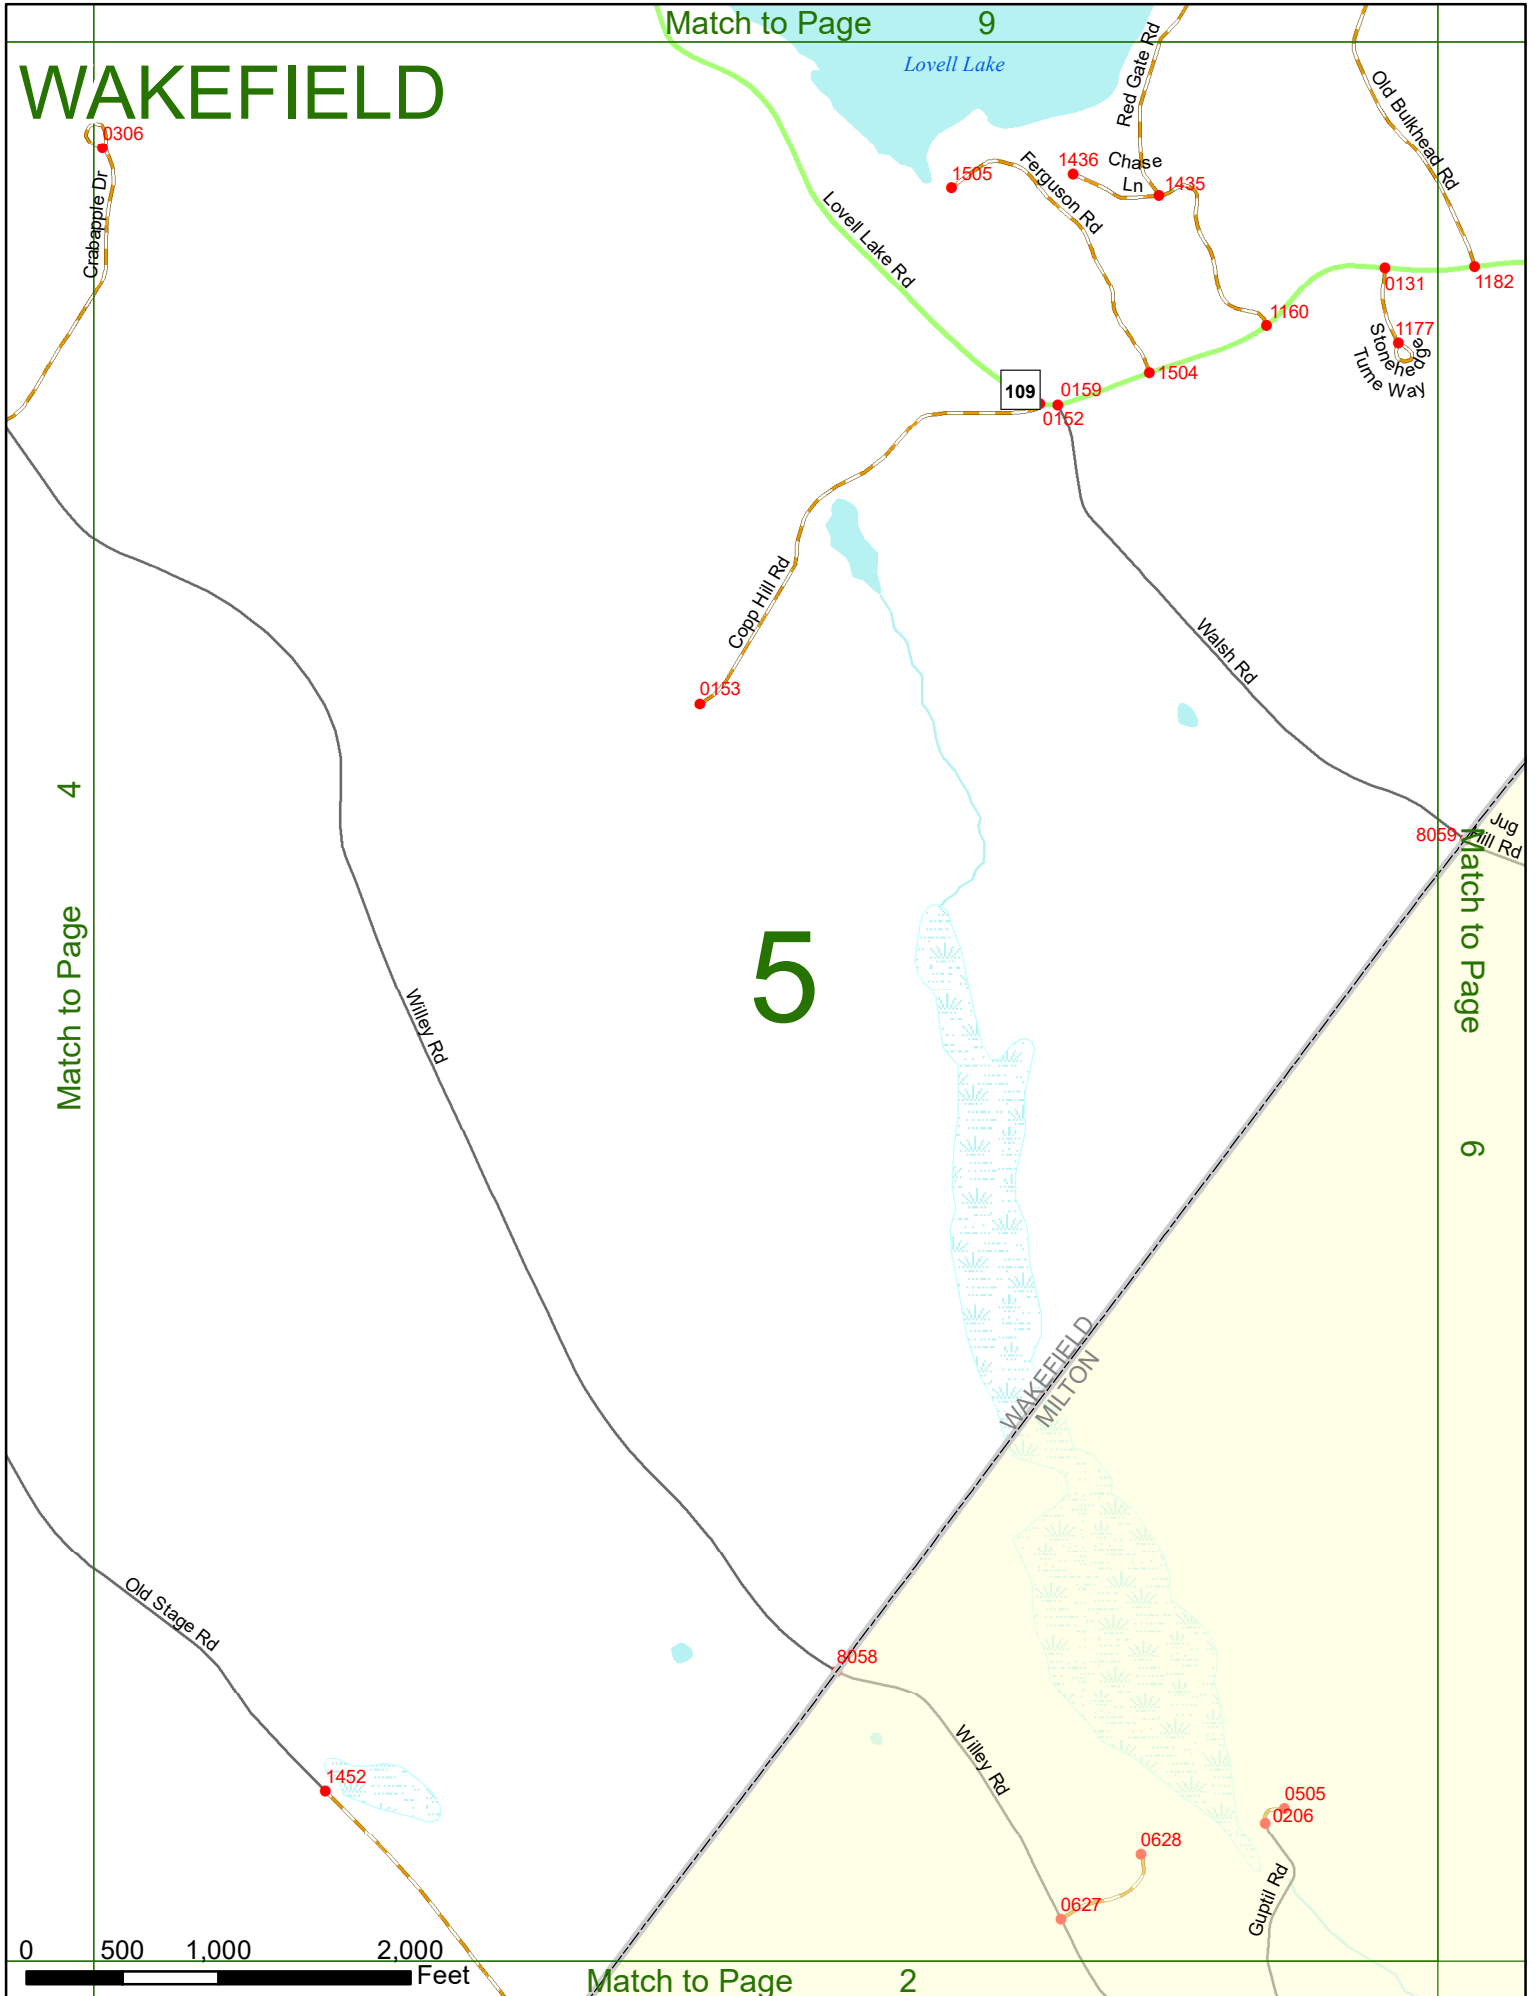 Match to Page 9
WAKEFIELD
Lovell Lake
Red Gate Rd
Old Bulkhead Rd
0306
Crabapple Dr
1505
Ferguson Rd
1436
Chase
Ln
1435
Lovell Lake Rd
0131
1182
1160
1177
Stonehedge
Turne Way
1504
109
0159
0152
Copp Hill Rd
Walsh Rd
0153
4
Match to Page
8059
Jug
Hill Rd
Match to Page
6
5
Willey Rd
WAKEFIELD
MILTON
Old Stage Rd
8058
Willey Rd
1452
0505
0206
0628
0627
Guptil Rd
0 500 1,000 2,000
Feet
Match to Page 2